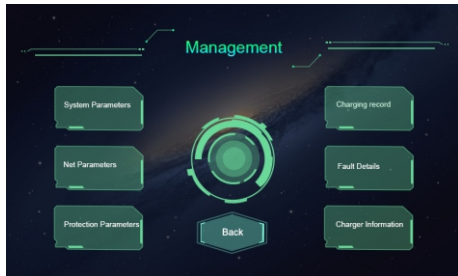 Management
System Parameters
Charging record
Net Parameters
Fault Details
Protection Parameters
Charger Information
Back